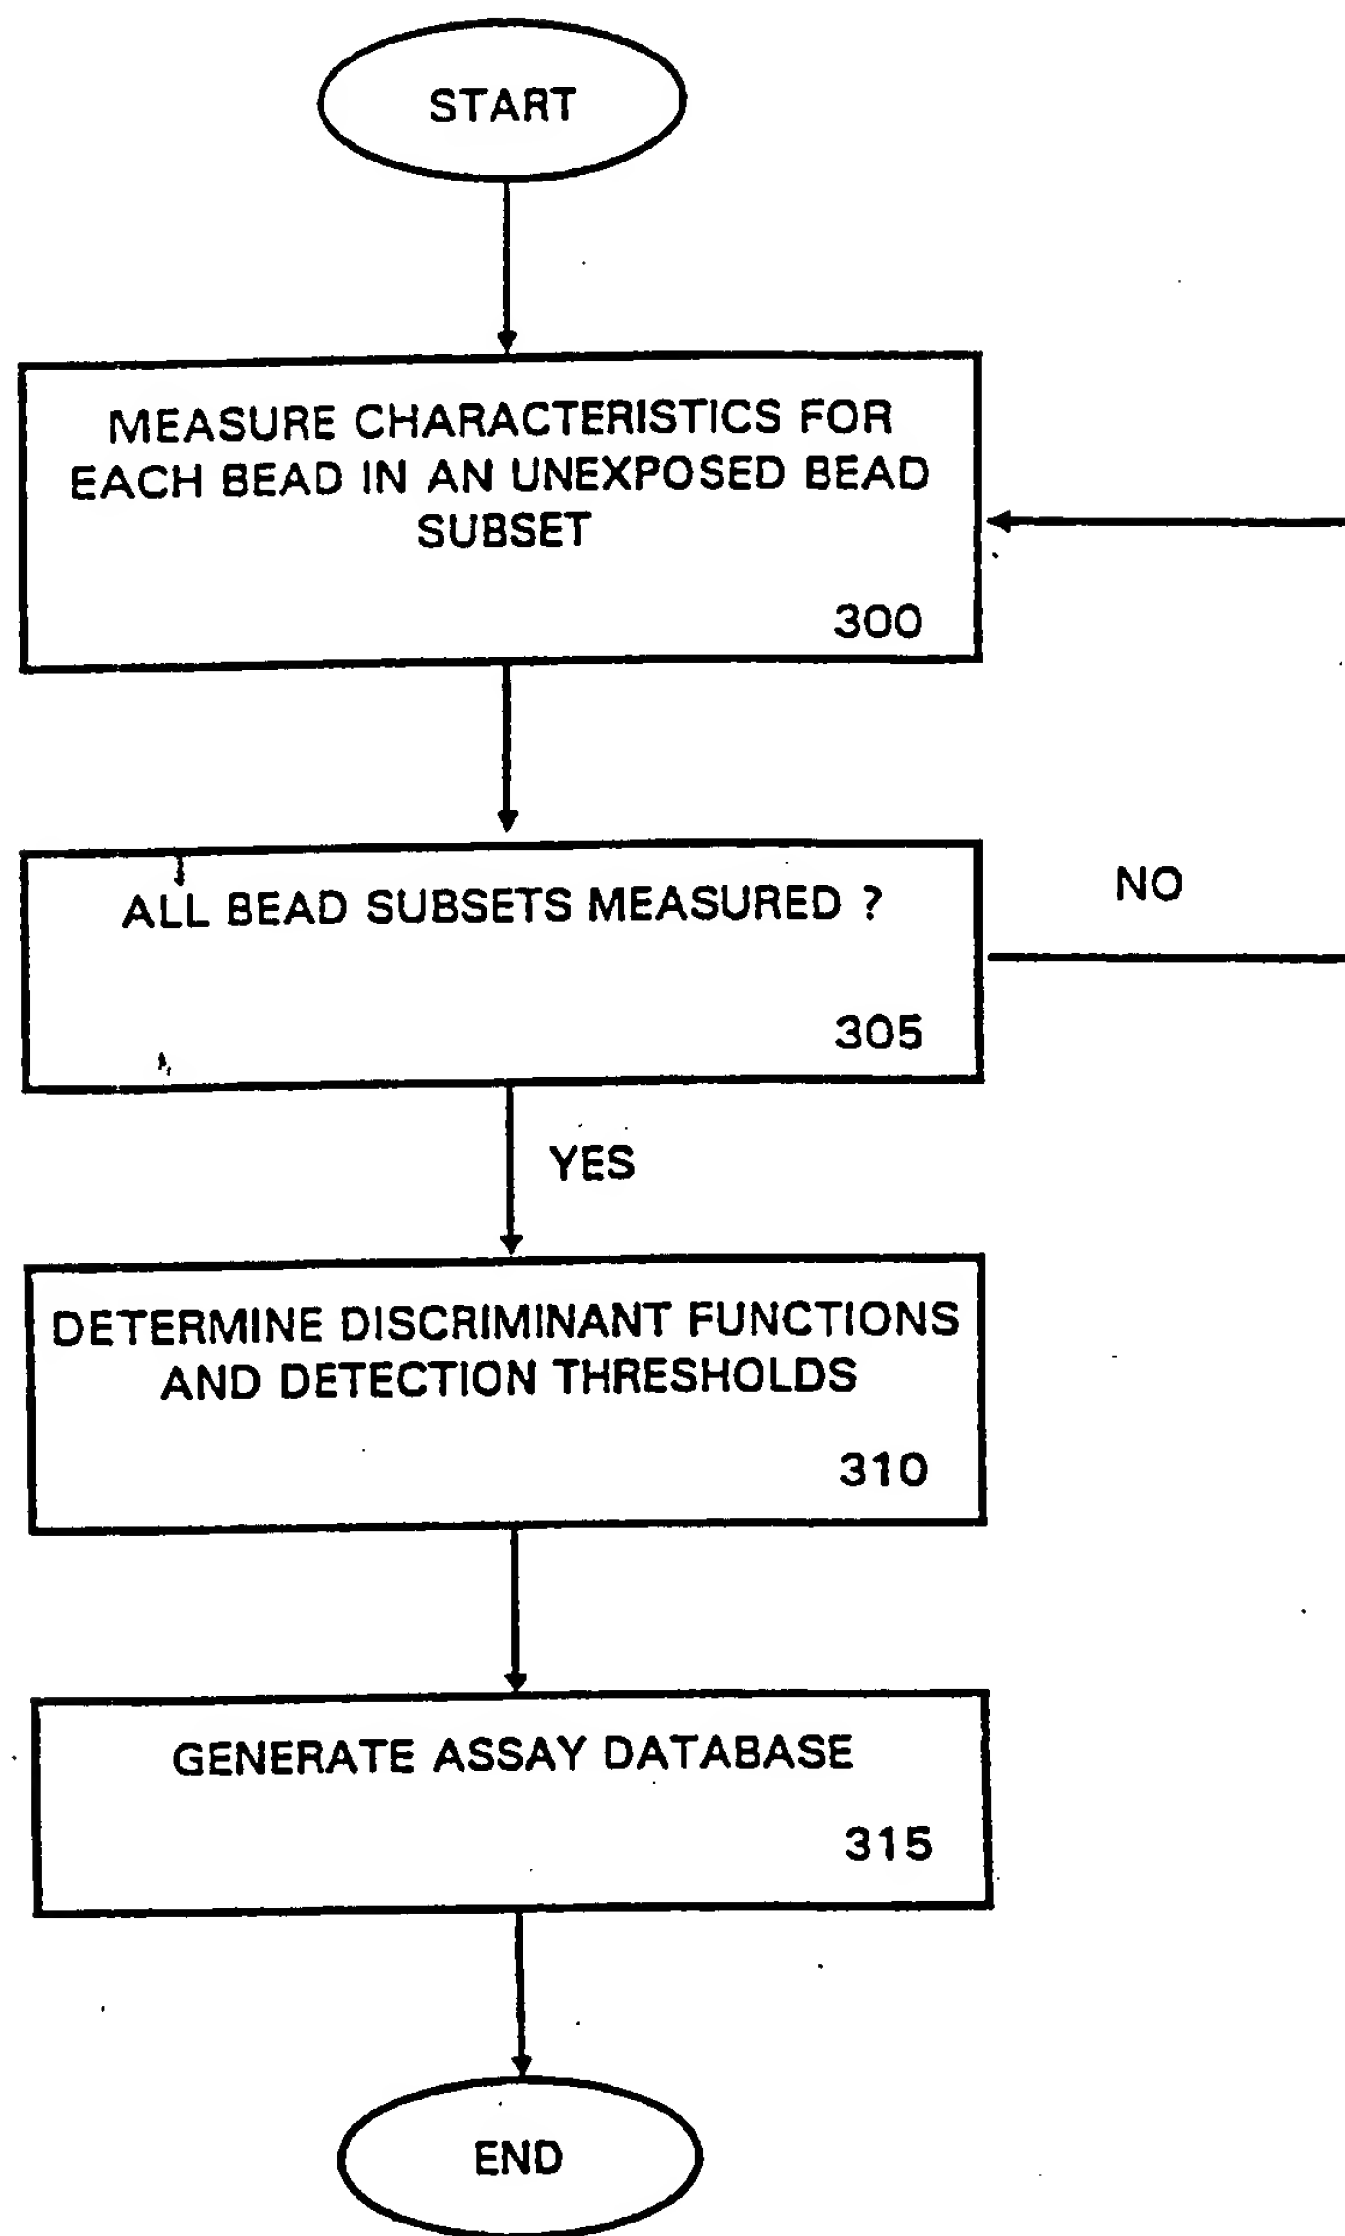 START
MEASURE CHARACTERISTICS FOR
EACH BEAD IN AN UNEXPOSED BEAD
SUBSET
300
ALL BEAD SUBSETS MEASURED ?
NO
305
YES
DETERMINE DISCRIMINANT FUNCTIONS
AND DETECTION THRESHOLDS
310
GENERATE ASSAY DATABASE
315
END